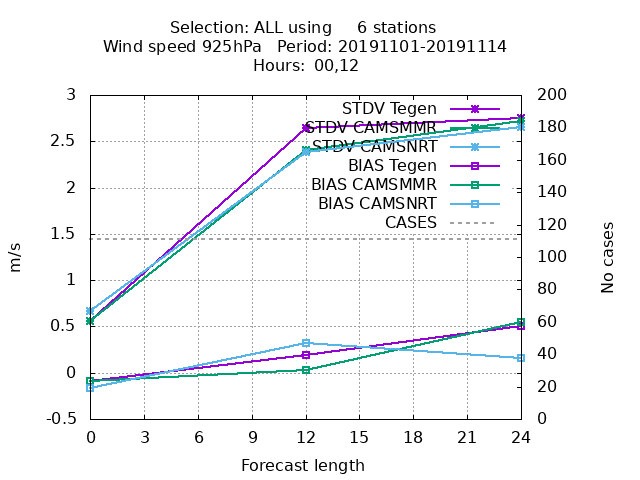 Selection: ALL using 6 stations
Wind speed 925hPa Period: 20191101-20191114
Hours: 00,12
3
2.5
2
1.5
1
0.5
0
-0.5
m/s
STDV Tegen
STDV CAMSMMR
STDV CAMSNRT
BIAS Tegen
BIAS CAMSMMR
BIAS CAMSNRT
CASES
200
180
160
140
120
100
80
60
40
20
0
No cases
0 3 6 9 12 15 18 21 24
Forecast length